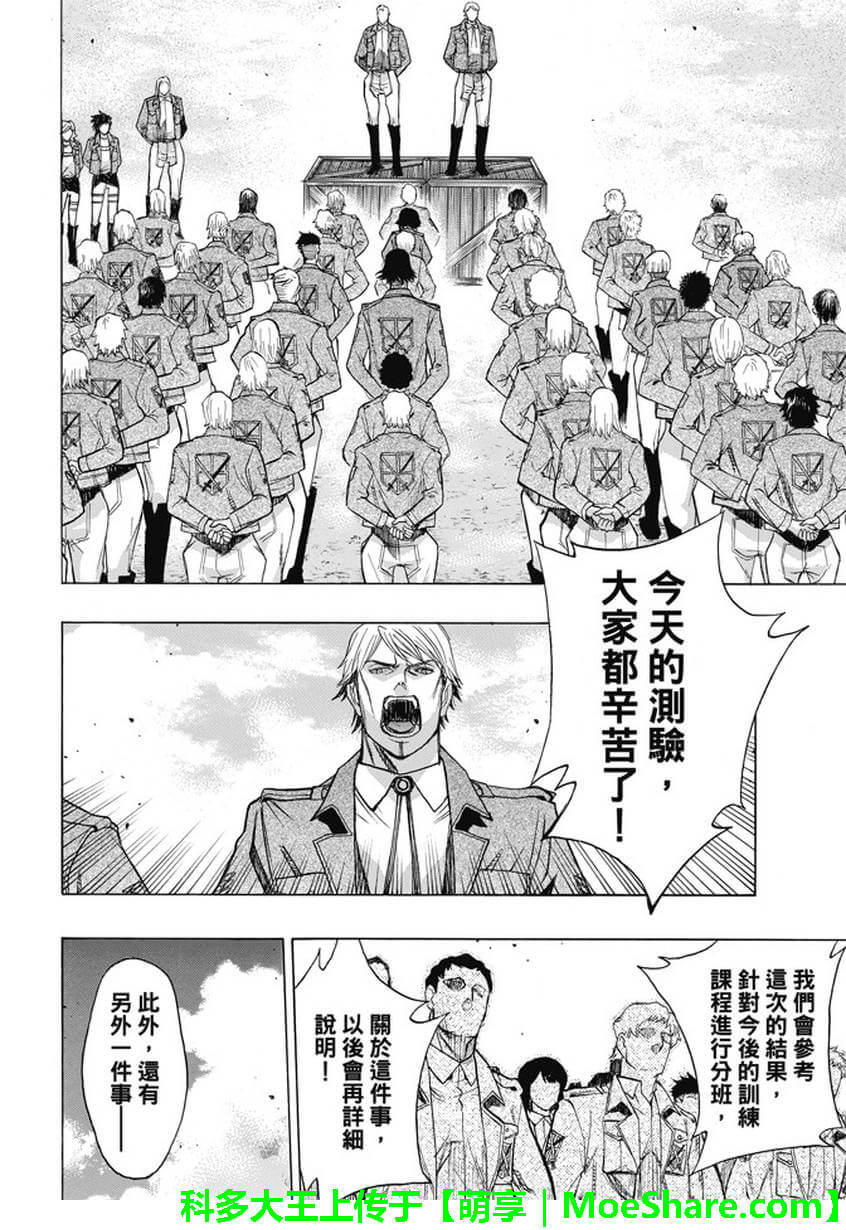 今天的測驗，
大家都辛苦了！
我們會參考
這次的結果，
針對今後的訓練
課程進行分班，
關於這件事，
以後會再詳細
說明！
此外，還有
另外一件事——
科多大王上传于【萌享｜MoeShare.com】